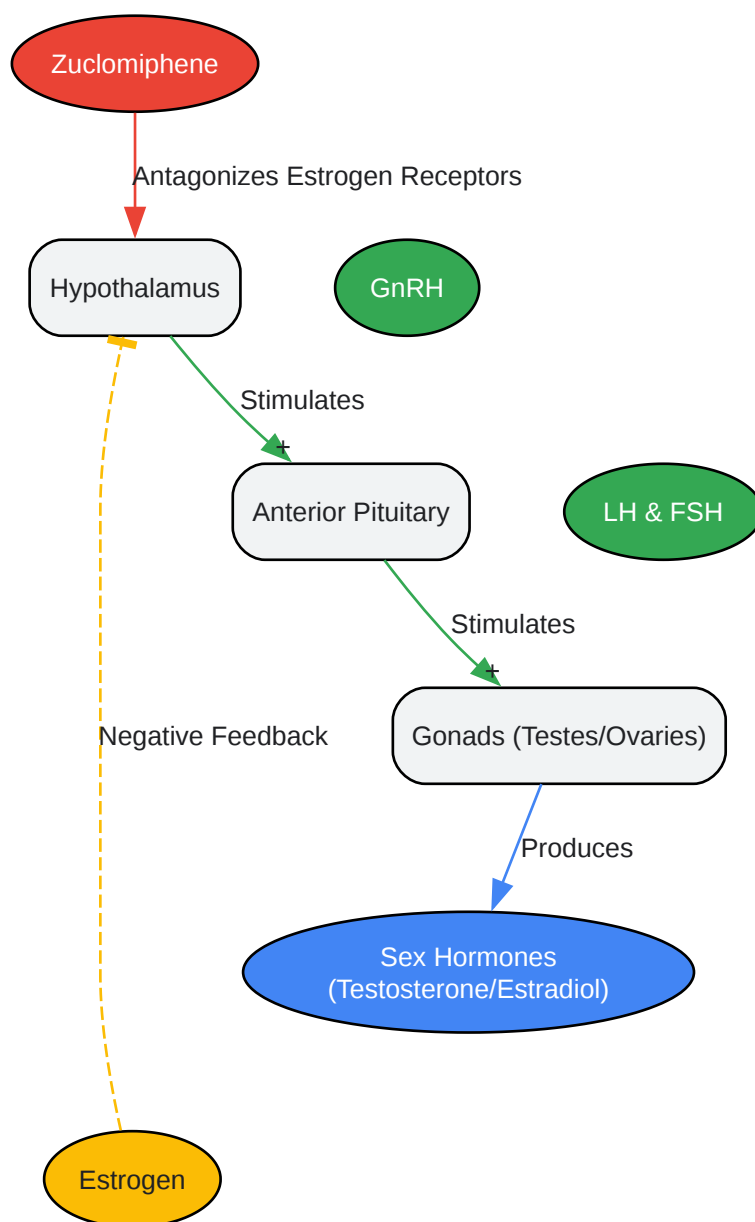 Zuclomiphene
Antagonizes Estrogen Receptors
Hypothalamus
GnRH
Stimulates
+
Anterior Pituitary
LH & FSH
Stimulates
+
Gonads (Testes/Ovaries)
Negative Feedback
Produces
Sex Hormones
(Testosterone/Estradiol)
Estrogen